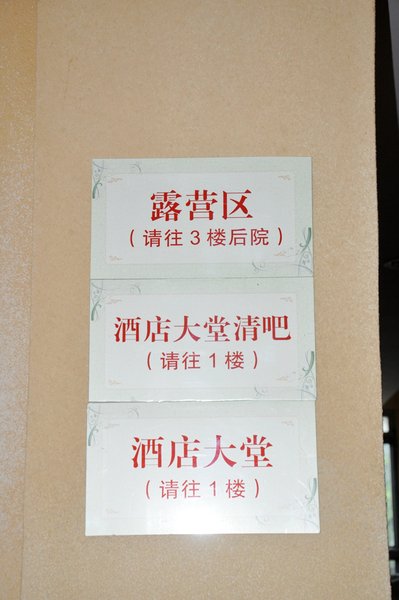 露营区
（请往3楼后院）
酒店大堂清吧
（请往1楼）
酒店大堂
（请往1楼）